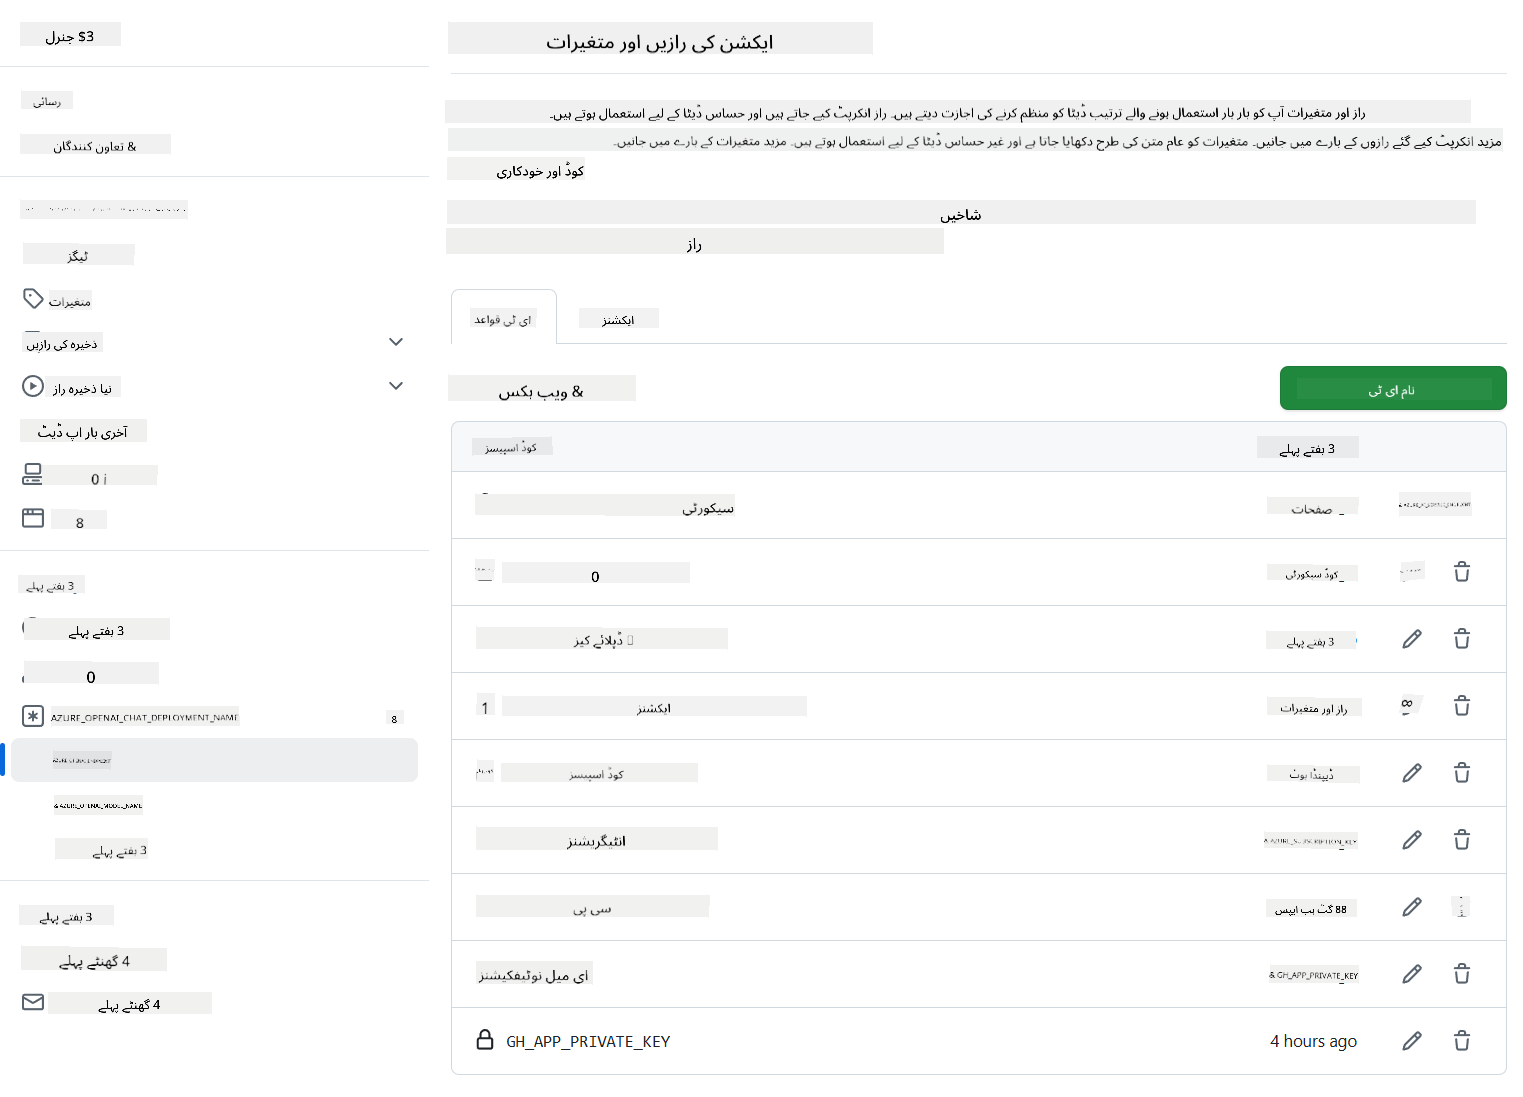 جنرل $3
رسائی
& تعاون کنندگان
ٹیگز
متغیرات
ذخیرہ کی رازیں
نیا ذخیرہ راز
آخری بار اپ ڈیٹ
0 i
8
3 ہفتے پہلے
3 ہفتے پہلے
0
AZURE_OPENAI_CHAT_DEPLOYMENT_NAME
8
& AZURE_OPENAI_MODEL_NAME
3 ہفتے پہلے
3 ہفتے پہلے
4 گھنٹے پہلے
4 گھنٹے پہلے
ایکشن کی رازیں اور متغیرات
راز اور متغیرات آپ کو بار بار استعمال ہونے والے ترتیب ڈیٹا کو منظم کرنے کی اجازت دیتے ہیں۔ راز انکرپٹ کیے جاتے ہیں اور حساس ڈیٹا کے لیے استعمال ہوتے ہیں۔
مزید انکرپٹ کیے گئے رازوں کے بارے میں جانیں۔ متغیرات کو عام متن کی طرح دکھایا جاتا ہے اور غیر حساس ڈیٹا کے لیے استعمال ہوتے ہیں۔ مزید متغیرات کے بارے میں جانیں۔
کوڈ اور خودکاری
شاخیں
راز
ای ٹی قواعد
ایکشنز
& ویب ہکس
نام ای ٹی
کوڈ اسپیسز
3 ہفتے پہلے
سیکورٹی
_ صفحات
0
_کوڈ سیکورٹی
ڈپلائے کیز
3 ہفتے پہلے
1
ایکشنز
راز اور متغیرات
8
کوڈ اسپیسز
ڈیپنڈا بوٹ
انٹیگریشنز
& AZURE_SUBSCRIPTION_KEY
سی پی
88 گٹ ہب ایپس
ای میل نوٹیفکیشنز
& GH_APP_PRIVATE_KEY
GH_APP_PRIVATE_KEY
4 hours ago